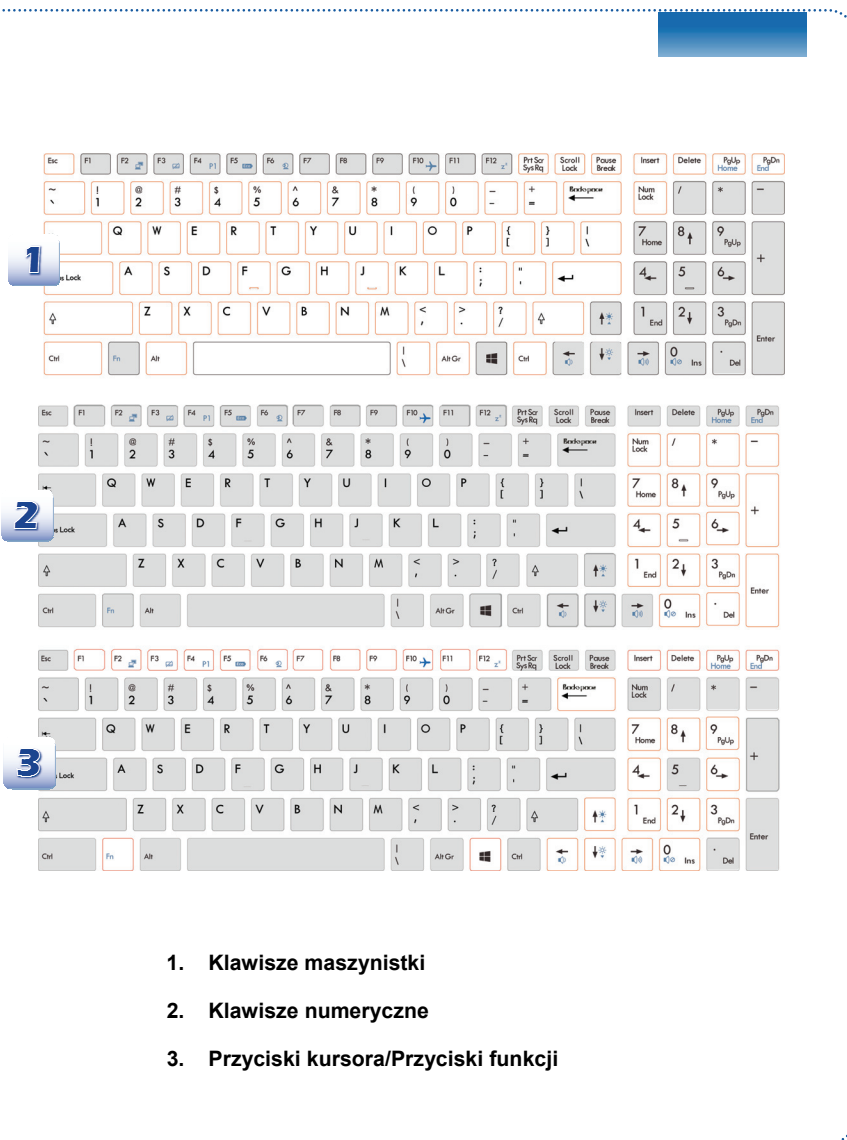 Esc F1 F2 F3 F4 P1 F5 F6 F7 F8 F9 F10 F11 F12 zz Prt Scr Sys Rq Scroll Lock Pause Break Insert Delete PgUp Home PgDn End
~ ` ! 1 @ 2 # 3 $ 4 % 5 ^ 6 & 7 * 8 ( 9 ) 0 _ - + = Backspace Num Lock / * −
Q W E R T Y U I O P { [ } ] | \ 7 Home 8 9 PgUp +
1 s Lock A S D F G H J K L : ; " ' 4 5 6
Z X C V B N M < , > . ? / 1 End 2 3 PgDn Enter
Ctrl Fn Alt | \ Alt Gr Ctrl 0 Ins . Del
Esc F1 F2 F3 F4 P1 F5 F6 F7 F8 F9 F10 F11 F12 zz Prt Scr Sys Rq Scroll Lock Pause Break Insert Delete PgUp Home PgDn End
~ ` ! 1 @ 2 # 3 $ 4 % 5 ^ 6 & 7 * 8 ( 9 ) 0 _ - + = Backspace Num Lock / * −
Q W E R T Y U I O P { [ } ] | \ 7 Home 8 9 PgUp +
2 s Lock A S D F G H J K L : ; " ' 4 5 6
Z X C V B N M < , > . ? / 1 End 2 3 PgDn Enter
Ctrl Fn Alt | \ Alt Gr Ctrl 0 Ins . Del
Esc F1 F2 F3 F4 P1 F5 F6 F7 F8 F9 F10 F11 F12 zz Prt Scr Sys Rq Scroll Lock Pause Break Insert Delete PgUp Home PgDn End
~ ` ! 1 @ 2 # 3 $ 4 % 5 ^ 6 & 7 * 8 ( 9 ) 0 _ - + = Backspace Num Lock / * −
Q W E R T Y U I O P { [ } ] | \ 7 Home 8 9 PgUp +
3 s Lock A S D F G H J K L : ; " ' 4 5 6
Z X C V B N M < , > . ? / 1 End 2 3 PgDn Enter
Ctrl Fn Alt | \ Alt Gr Ctrl 0 Ins . Del
1. Klawisze maszynistki
2. Klawisze numeryczne
3. Przyciski kursora/Przyciski funkcji